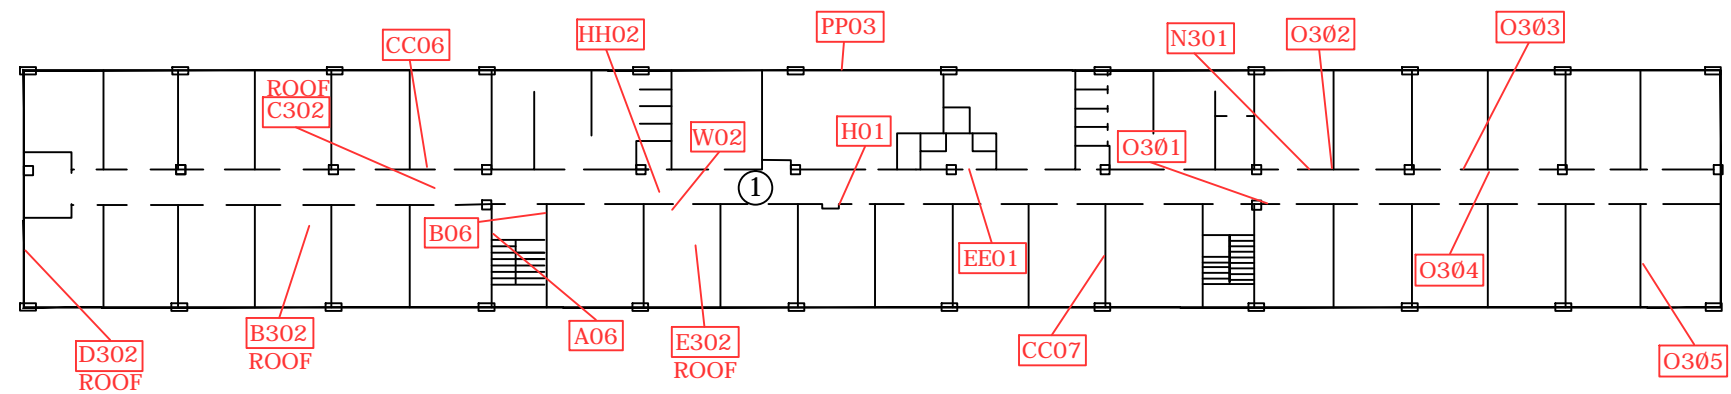 PP03
HH02
CC06
N301
O3Ø2
O3Ø3
ROOF
C302
W02
H01
O3Ø1
1
B06
EE01
O3Ø4
A06
B302
ROOF
E302
ROOF
D302
ROOF
CC07
O3Ø5